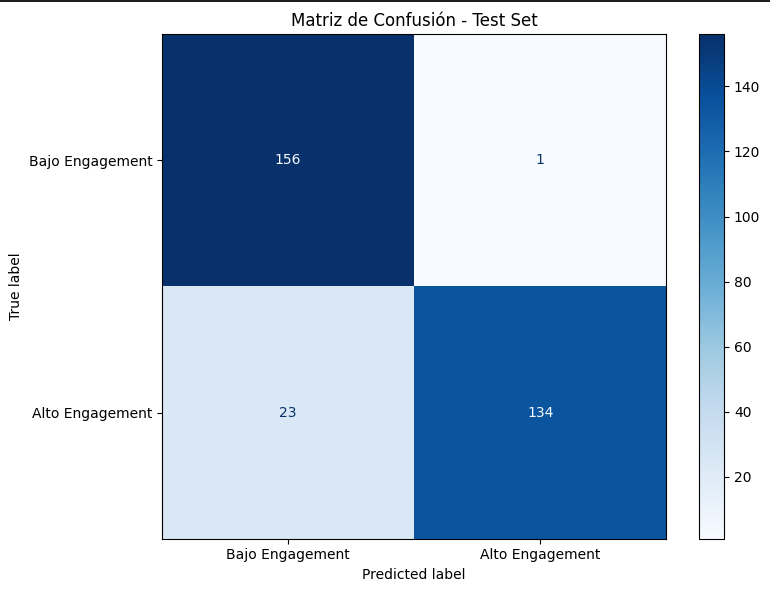 Matriz de Confusión - Test Set
True label
Bajo Engagement
156
1
Alto Engagement
23
134
Bajo Engagement
Alto Engagement
Predicted label
140
120
100
80
60
40
20